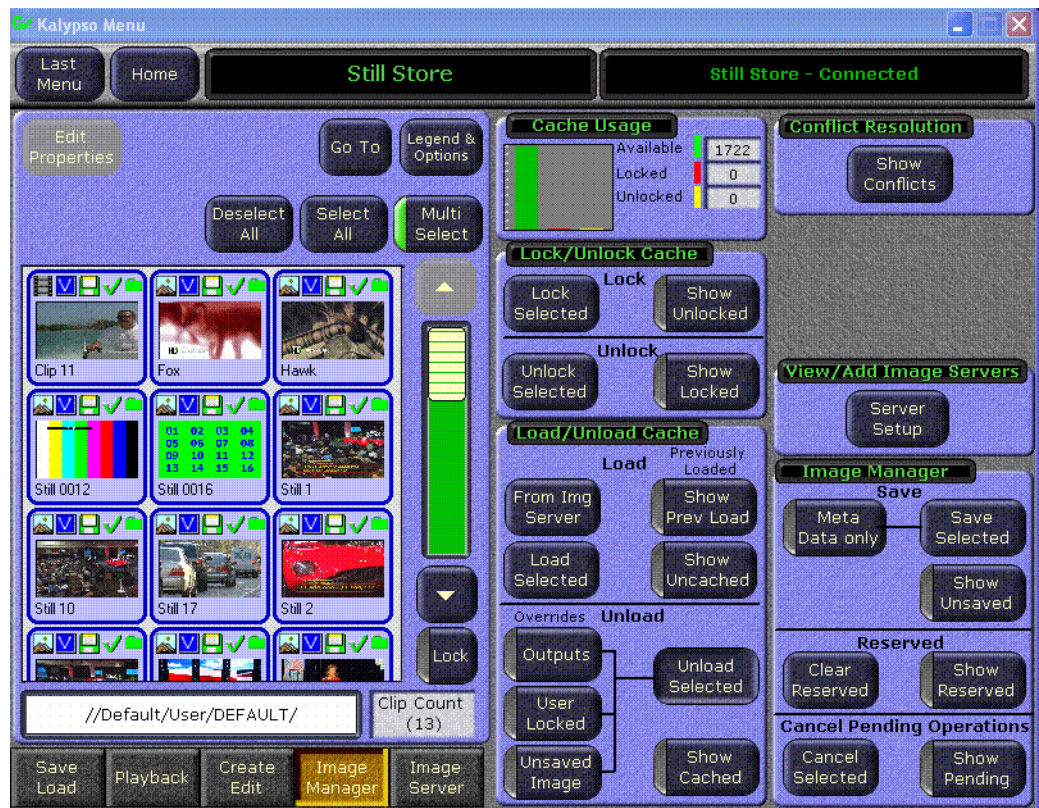 Kalypso Menu
Last Menu
Home
Still Store
Still Store - Connected
Edit Properties
Go To
Legend & Options
Deselect All
Select All
Multi Select
Clip 11
Fox
Hawk
01 02 03 04
05 06 07 08
09 10 11 12
13 14 15 16
Still 0012
Still 0016
Still 1
Still 10
Still 17
Still 2
Lock
//Default/User/DEFAULT/
Clip Count (13)
Save Load
Playback
Create Edit
Image Manager
Image Server
Cache Usage
Available 1722
Locked 0
Unlocked 0
Lock/Unlock Cache
Lock
Lock Selected
Show Unlocked
Unlock
Unlock Selected
Show Locked
Load/Unload Cache
Load
Previously Loaded
From Img Server
Show Prev Load
Load Selected
Show Uncached
Overrides
Unload
Outputs
Unload Selected
User Locked
Unsaved Image
Show Cached
Conflict Resolution
Show Conflicts
View/Add Image Servers
Server Setup
Image Manager
Save
Meta Data only
Save Selected
Show Unsaved
Reserved
Clear Reserved
Show Reserved
Cancel Pending Operations
Cancel Selected
Show Pending